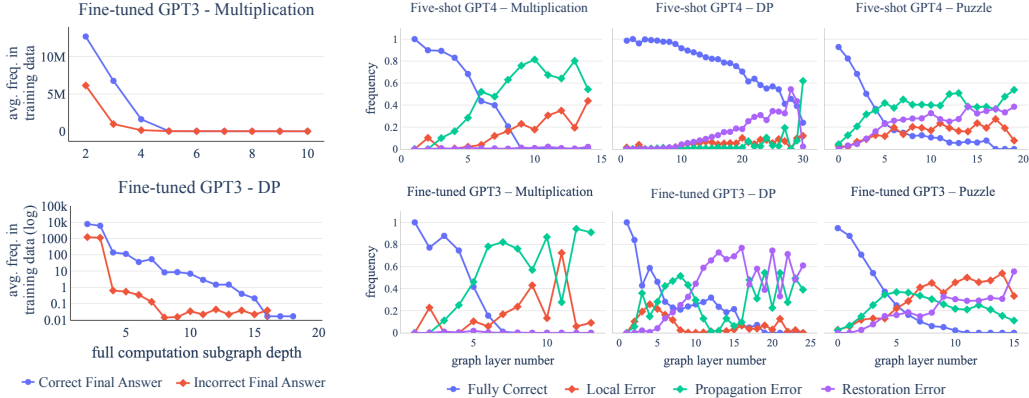 Fine-tuned GPT3 - Multiplication
avg. freq. in
training data
10M
5M
0
2
4
6
8
10
Fine-tuned GPT3 - DP
avg. freq. in
training data (log)
100k
10k
1000
100
10
1
0.1
0.01
5
10
15
20
full computation subgraph depth
Correct Final Answer
Incorrect Final Answer
Five-shot GPT4 – Multiplication
frequency
1
0.8
0.6
0.4
0.2
0
0
5
10
15
Five-shot GPT4 – DP
0
10
20
30
Five-shot GPT4 – Puzzle
0
5
10
15
20
Fine-tuned GPT3 – Multiplication
frequency
1
0.8
0.6
0.4
0.2
0
5
10
graph layer number
Fine-tuned GPT3 – DP
0
5
10
15
20
25
graph layer number
Fine-tuned GPT3 – Puzzle
0
5
10
15
graph layer number
Fully Correct
Local Error
Propagation Error
Restoration Error